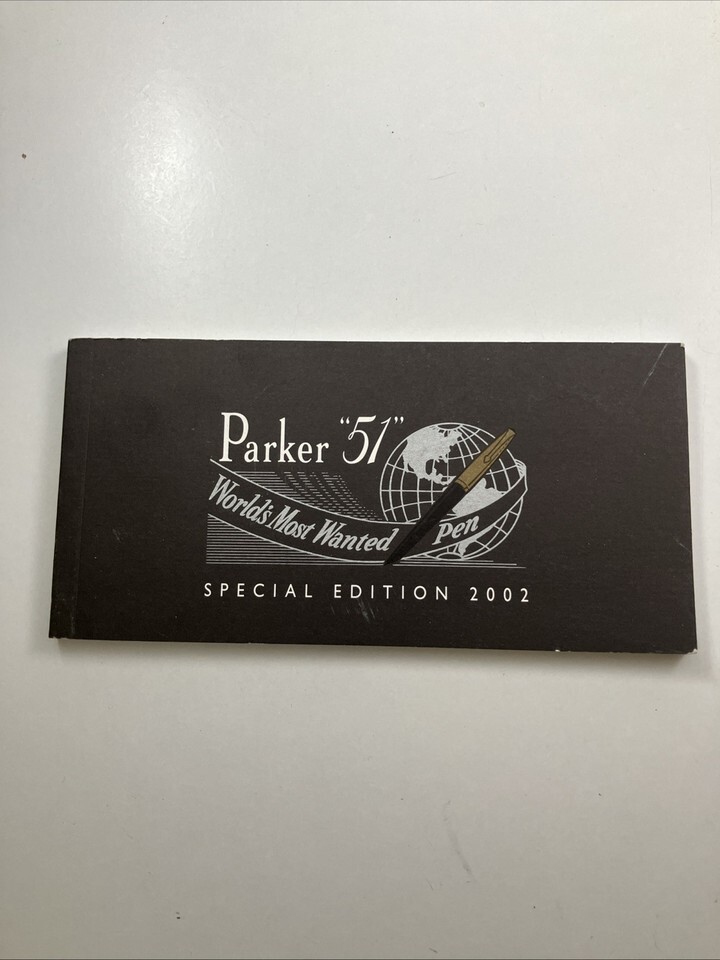 Parker "51"
World's Most Wanted Pen
SPECIAL EDITION 2002